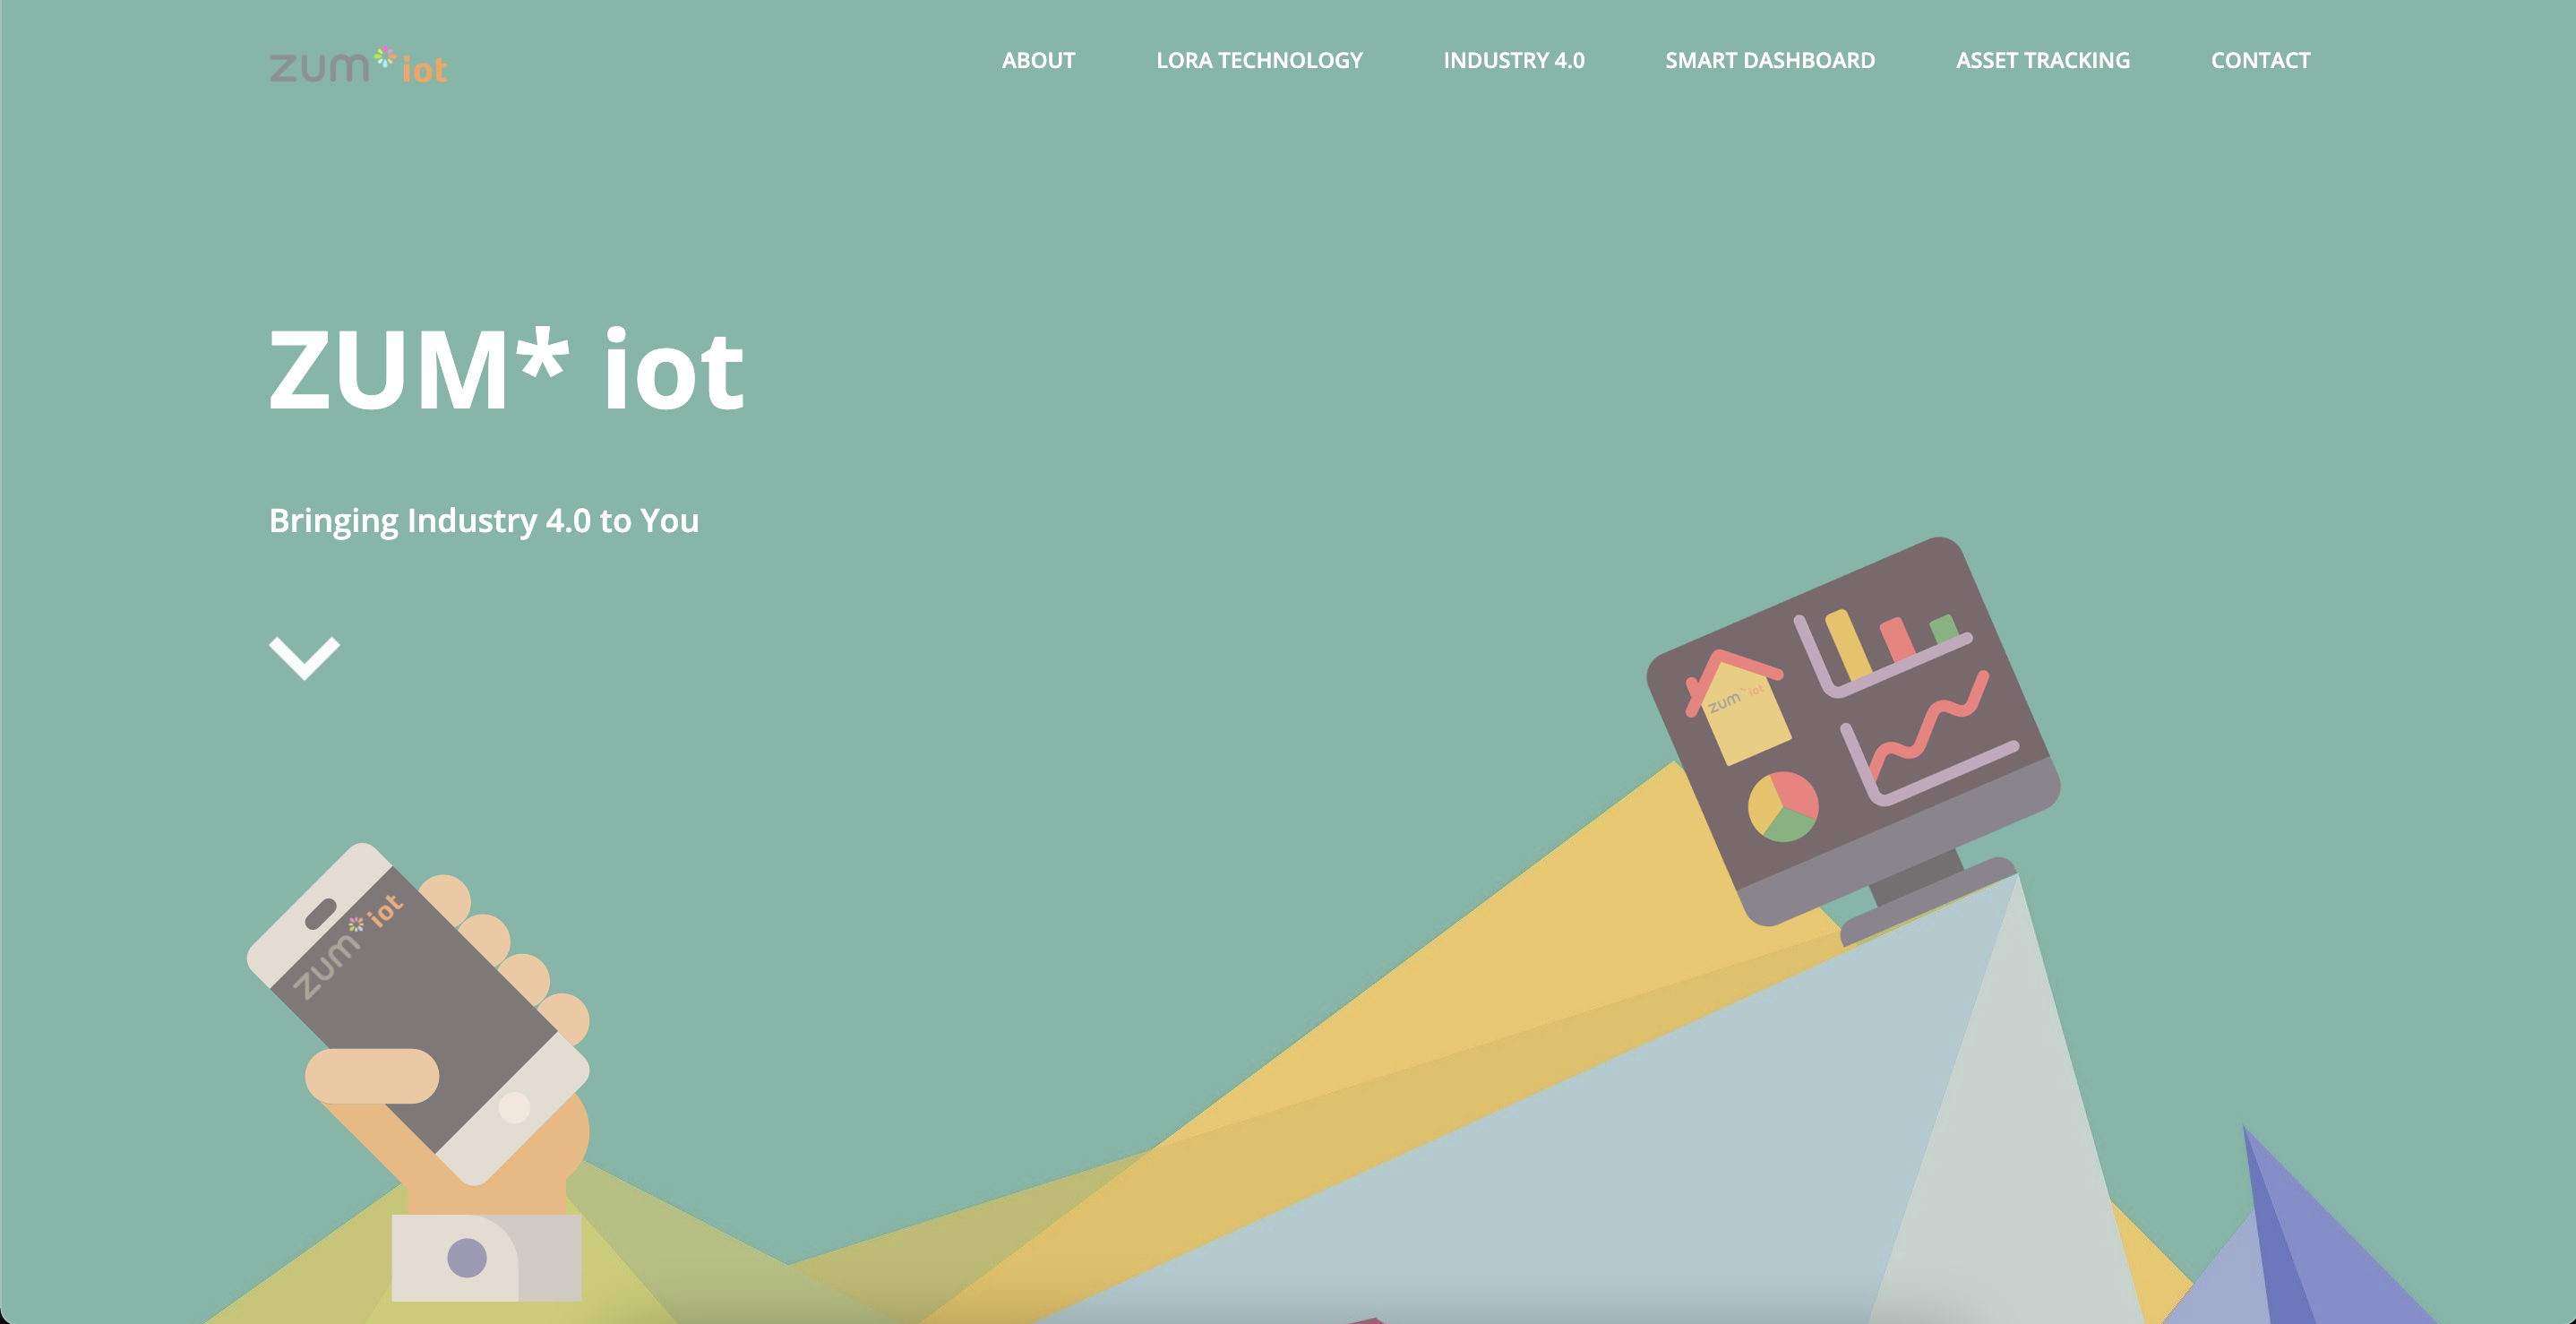 zum*iot
ABOUT
LORA TECHNOLOGY
INDUSTRY 4.0
SMART DASHBOARD
ASSET TRACKING
CONTACT
ZUM* iot
Bringing Industry 4.0 to You
zum*iot
zum*iot